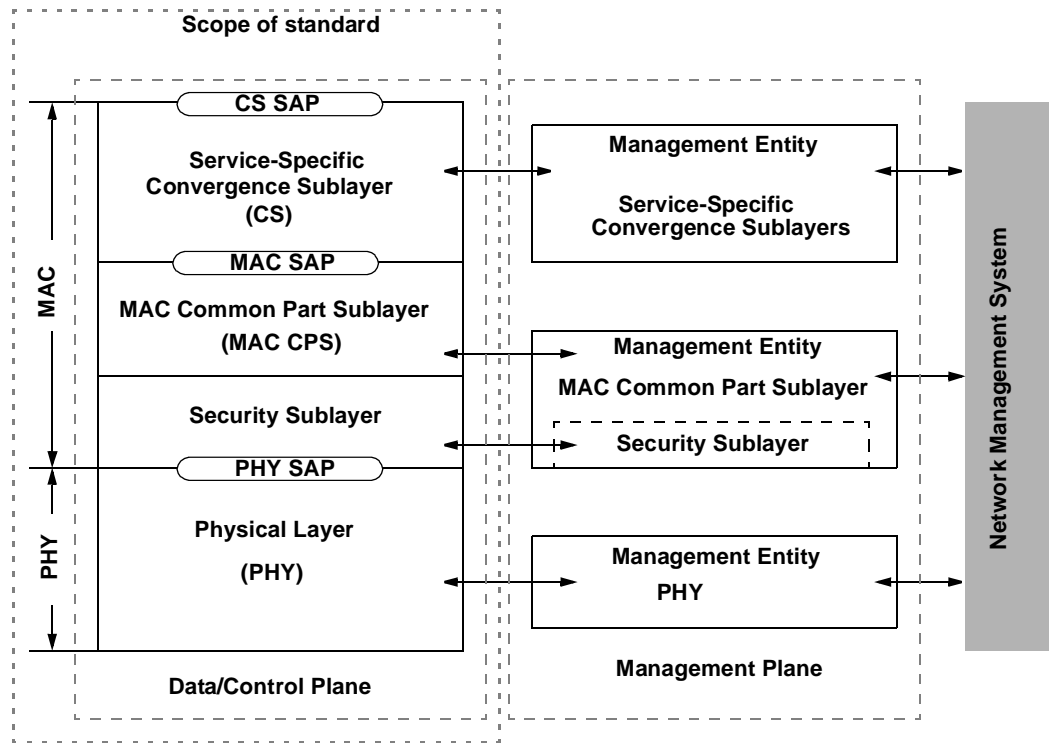 Scope of standard
CS SAP
Service-Specific
Convergence Sublayer
(CS)
MAC SAP
MAC Common Part Sublayer
(MAC CPS)
Security Sublayer
PHY SAP
Physical Layer
(PHY)
Data/Control Plane
MAC
PHY
Management Entity
Service-Specific
Convergence Sublayers
Management Entity
MAC Common Part Sublayer
Security Sublayer
Management Entity
PHY
Management Plane
Network Management System